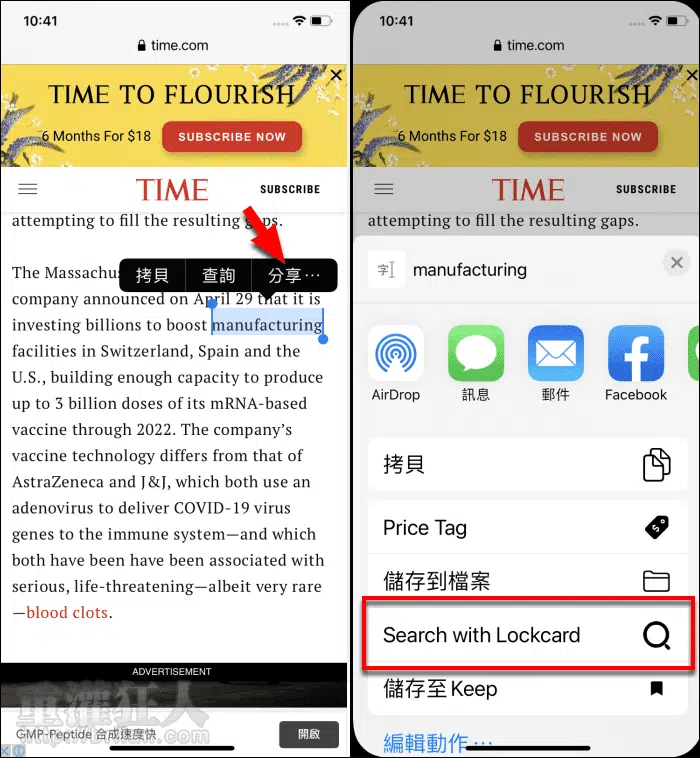 10:41
time.com
TIME TO FLOURISH
6 Months For $18 SUBSCRIBE NOW
TIME SUBSCRIBE
attempting to fill the resulting gaps.
拷貝 查詢 分享…
The Massachus
company announced on April 29 that it is
investing billions to boost manufacturing
facilities in Switzerland, Spain and the
U.S., building enough capacity to produce
up to 3 billion doses of its mRNA-based
vaccine through 2022. The company’s
vaccine technology differs from that of
AstraZeneca and J&J, which both use an
adenovirus to deliver COVID-19 virus
genes to the immune system—and which
both have been have been associated with
serious, life-threatening—albeit very rare
—blood clots.
ADVERTISEMENT
重灌狂人
http://briian.com
GMP-Peptide 合成速度快
開啟
10:41
time.com
TIME TO FLOURISH
6 Months For $18 SUBSCRIBE NOW
TIME SUBSCRIBE
attempting to fill the resulting gaps.
字 manufacturing
AirDrop 訊息 郵件 Facebook
拷貝
Price Tag
儲存到檔案
Search with Lockcard
儲存至 Keep
編輯動作…